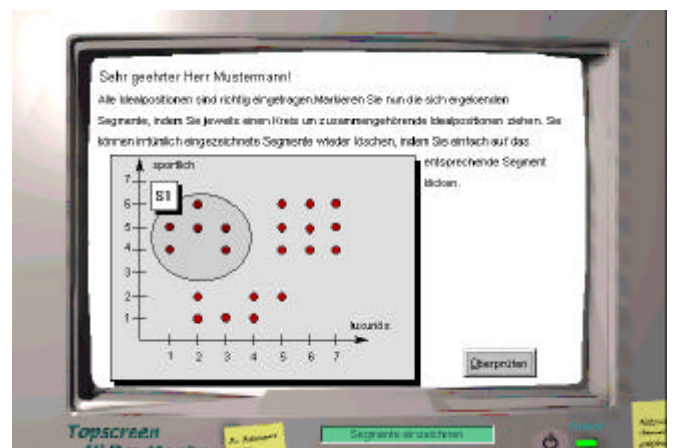 Sehr geehrter Herr Mustermann!
Alle Idealpositionen sind richtig eingetragen. Markieren Sie nun die sich ergebenden
Segmente, indem Sie jeweils einen Kreis um zusammengehörende Idealpositionen ziehen. Sie
können irrtümlich eingezeichnete Segmente wieder löschen, indem Sie einfach auf das
entsprechende Segment
klicken.
sportlich
7
S1
6
5
4
3
2
1
luxuriös
1 2 3 4 5 6 7
Überprüfen
Topscreen
Segmente einzeichnen